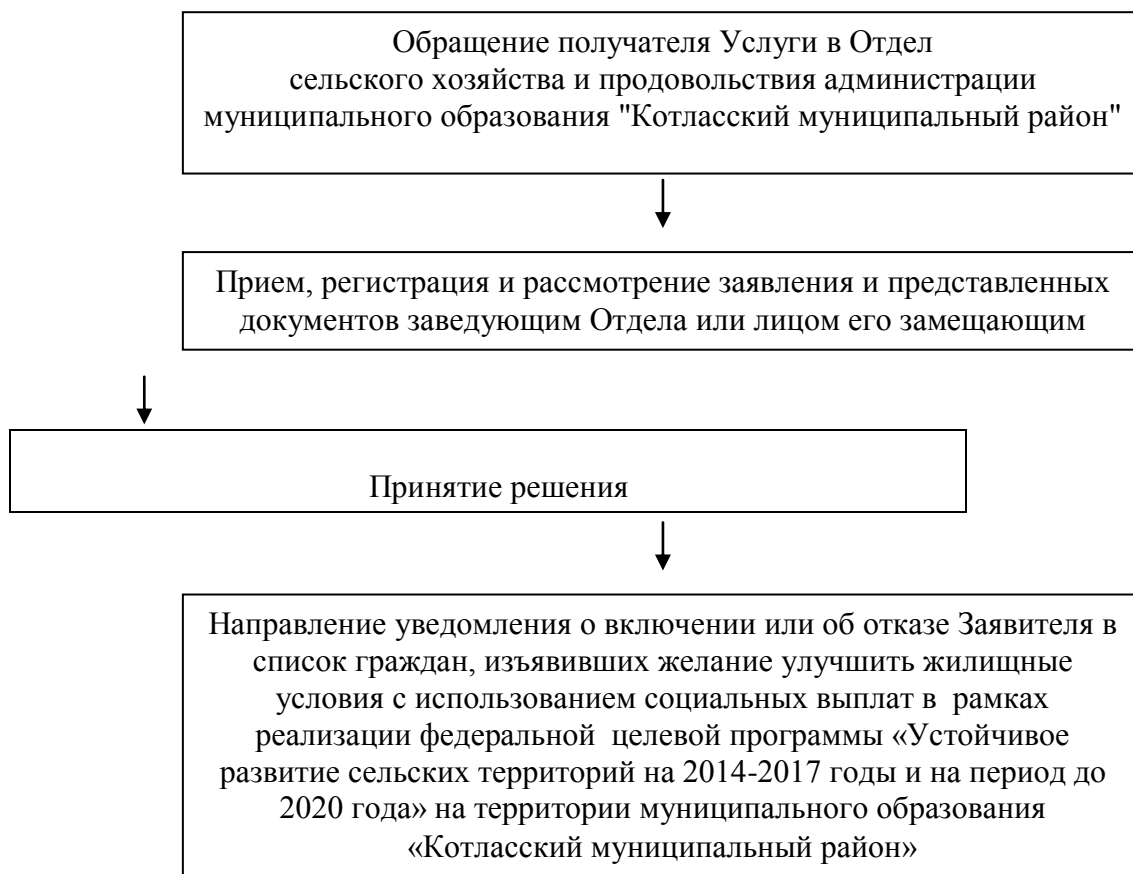 Обращение получателя Услуги в Отдел
сельского хозяйства и продовольствия администрации
муниципального образования "Котласский муниципальный район"
Прием, регистрация и рассмотрение заявления и представленных
документов заведующим Отдела или лицом его замещающим
Принятие решения
Направление уведомления о включении или об отказе Заявителя в
список граждан, изъявивших желание улучшить жилищные
условия с использованием социальных выплат в рамках
реализации федеральной целевой программы «Устойчивое
развитие сельских территорий на 2014-2017 годы и на период до
2020 года» на территории муниципального образования
«Котласский муниципальный район»